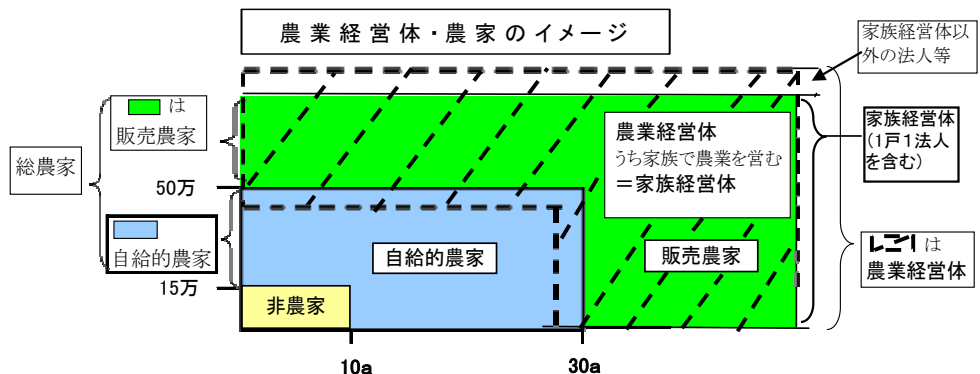 農業経営体・農家のイメージ
家族経営体以
外の法人等
は
販売農家
農業経営体
うち家族で農業を営む
＝家族経営体
家族経営体
(1戸1法人
を含む)
総農家
50万
自給的農家
自給的農家
販売農家
は
農業経営体
15万
非農家
10a
30a